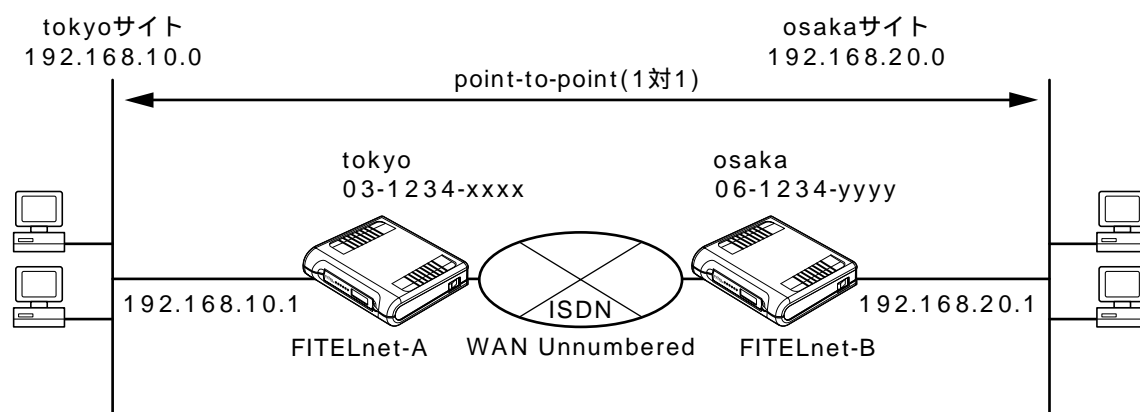 tokyoサイト
192.168.10.0
osakaサイト
192.168.20.0
point-to-point(1対1)
tokyo
03-1234-xxxx
osaka
06-1234-yyyy
192.168.10.1
ISDN
192.168.20.1
FITELnet-A
WAN Unnumbered
FITELnet-B